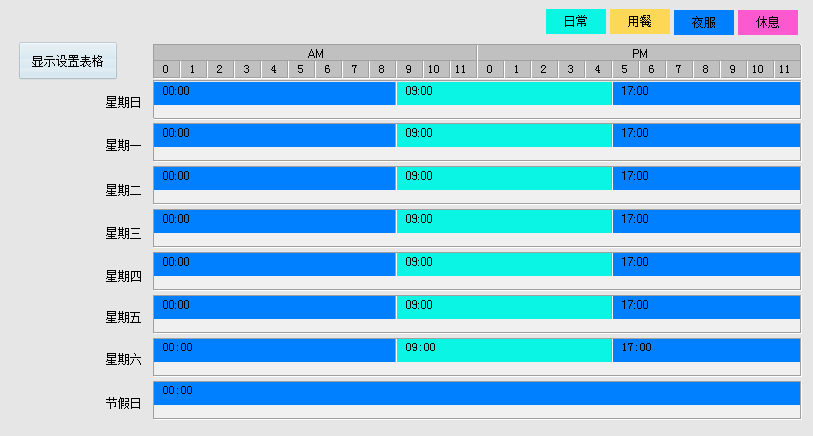 日常 用餐 夜服 休息
显示设置表格
AM PM
0 1 2 3 4 5 6 7 8 9 10 11 0 1 2 3 4 5 6 7 8 9 10 11
星期日 00:00 09:00 17:00
星期一 00:00 09:00 17:00
星期二 00:00 09:00 17:00
星期三 00:00 09:00 17:00
星期四 00:00 09:00 17:00
星期五 00:00 09:00 17:00
星期六 00:00 09:00 17:00
节假日 00:00